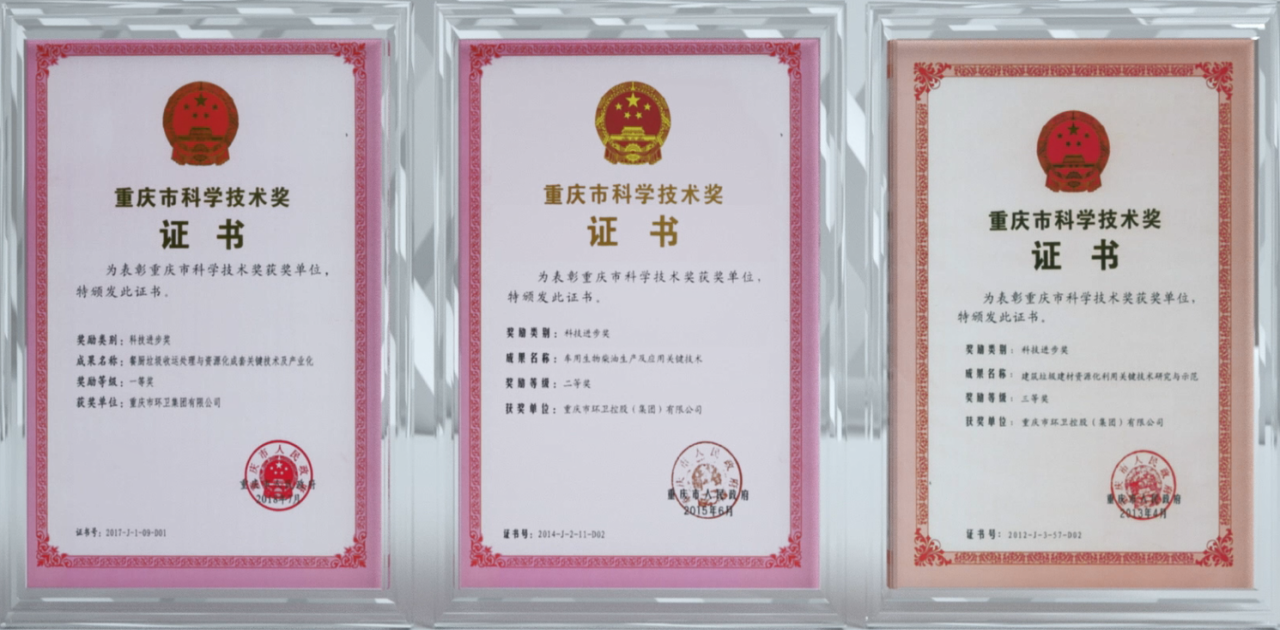 重庆市科学技术奖
证书
为表彰重庆市科学技术奖获奖单位，
特颁发此证书。
奖励类别：科技进步奖
成果名称：餐厨垃圾收运处理与资源化成套关键技术及产业化
奖励等级：一等奖
获奖单位：重庆市环卫集团有限公司
重庆市人民政府
2018年7月
证书号：2017-J-1-09-D01
重庆市科学技术奖
证书
为表彰重庆市科学技术奖获奖单位，
特颁发此证书。
奖励类别：科技进步奖
成果名称：车用生物柴油生产及应用关键技术
奖励等级：二等奖
获奖单位：重庆市环卫控股（集团）有限公司
重庆市人民政府
2015年6月
证书号：2014-J-2-11-D02
重庆市科学技术奖
证书
为表彰重庆市科学技术奖获奖单位，
特颁发此证书。
奖励类别：科技进步奖
成果名称：建筑垃圾建材资源化利用关键技术研究与示范
奖励等级：三等奖
获奖单位：重庆市环卫控股（集团）有限公司
重庆市人民政府
2013年4月
证书号：2012-J-3-57-D02